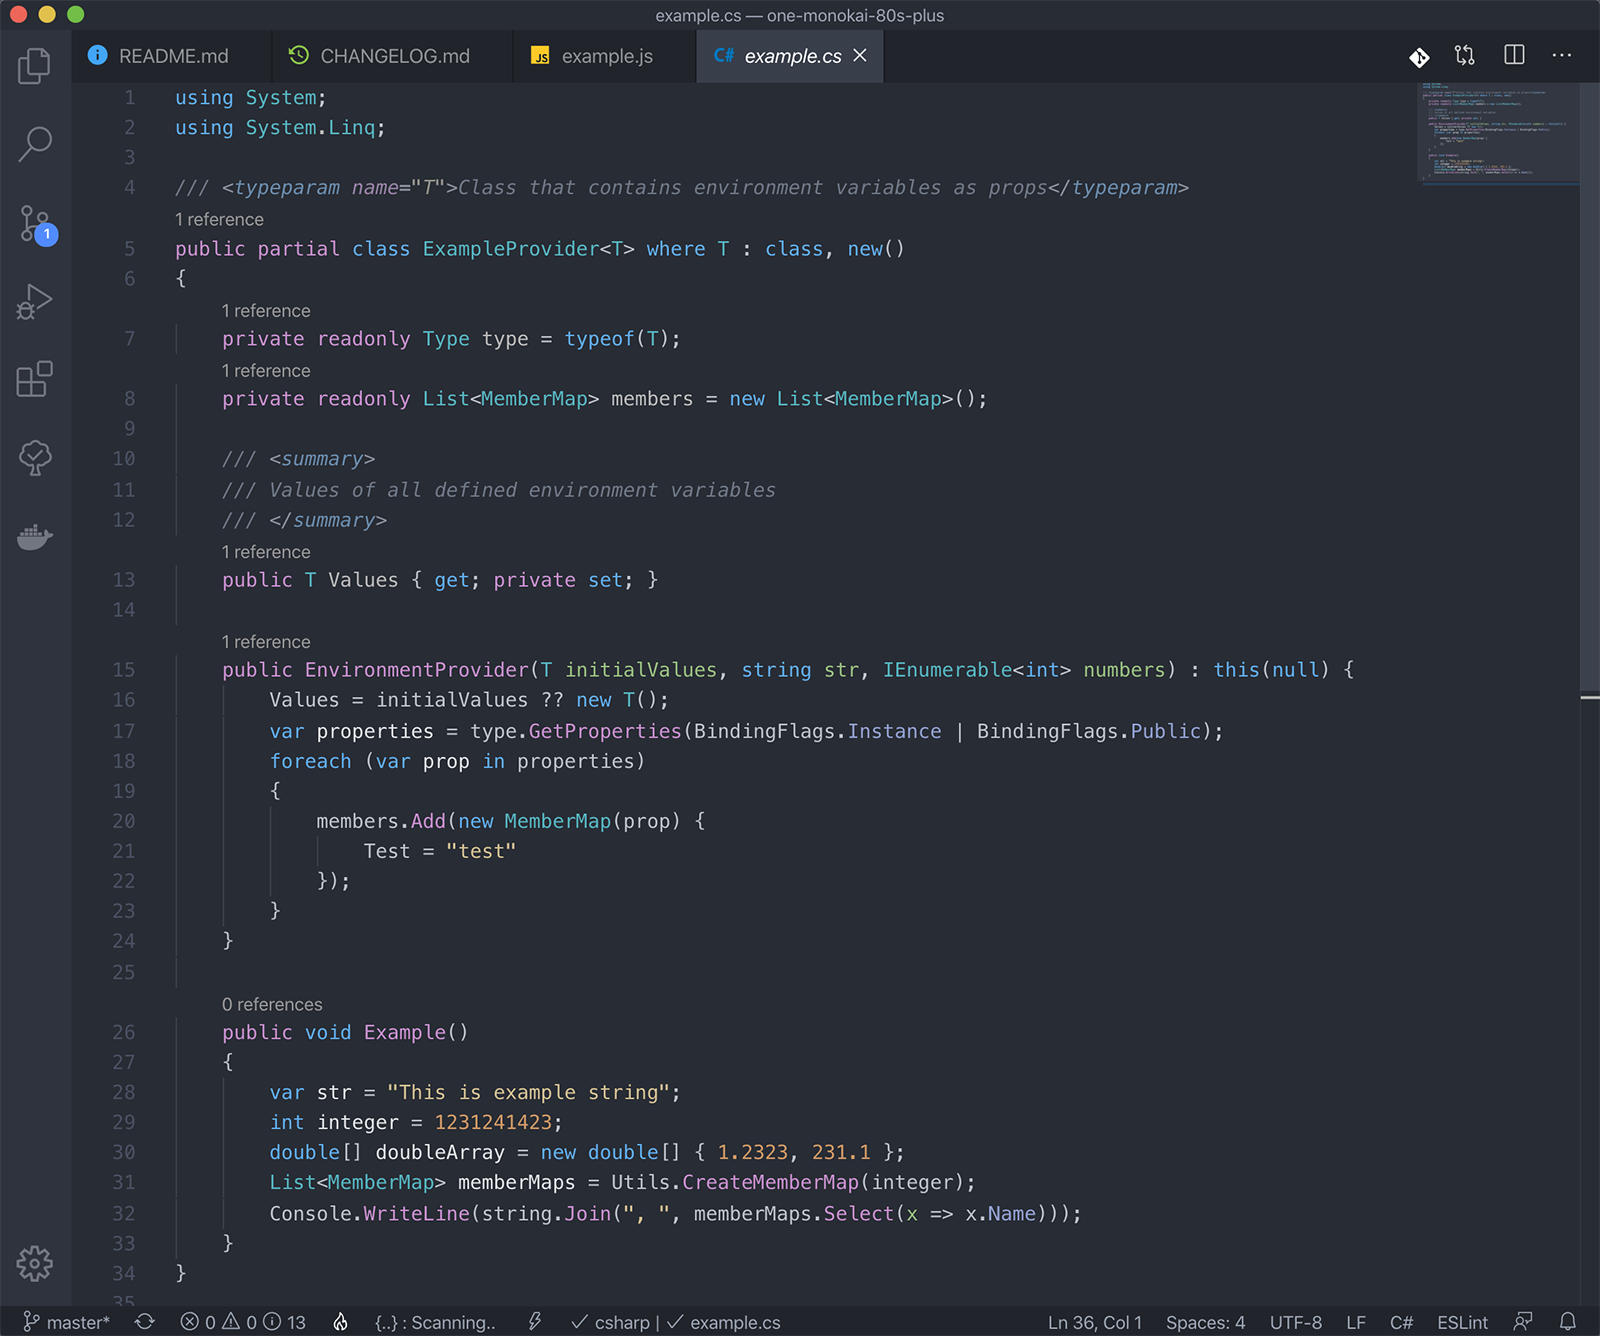 example.cs — one-monokai-80s-plus
README.md CHANGELOG.md JS example.js C# example.cs
1 using System;
2 using System.Linq;
3
4 /// <typeparam name="T">Class that contains environment variables as props</typeparam>
1 reference
5 public partial class ExampleProvider<T> where T : class, new()
6 {
1 reference
7 private readonly Type type = typeof(T);
1 reference
8 private readonly List<MemberMap> members = new List<MemberMap>();
9
10 /// <summary>
11 /// Values of all defined environment variables
12 /// </summary>
1 reference
13 public T Values { get; private set; }
14
1 reference
15 public EnvironmentProvider(T initialValues, string str, IEnumerable<int> numbers) : this(null) {
16 Values = initialValues ?? new T();
17 var properties = type.GetProperties(BindingFlags.Instance | BindingFlags.Public);
18 foreach (var prop in properties)
19 {
20 members.Add(new MemberMap(prop) {
21 Test = "test"
22 });
23 }
24 }
25
0 references
26 public void Example()
27 {
28 var str = "This is example string";
29 int integer = 1231241423;
30 double[] doubleArray = new double[] { 1.2323, 231.1 };
31 List<MemberMap> memberMaps = Utils.CreateMemberMap(integer);
32 Console.WriteLine(string.Join(", ", memberMaps.Select(x => x.Name)));
33 }
34 }
35
1
master* 0 0 13 {..} : Scanning.. csharp | example.cs Ln 36, Col 1 Spaces: 4 UTF-8 LF C# ESLint